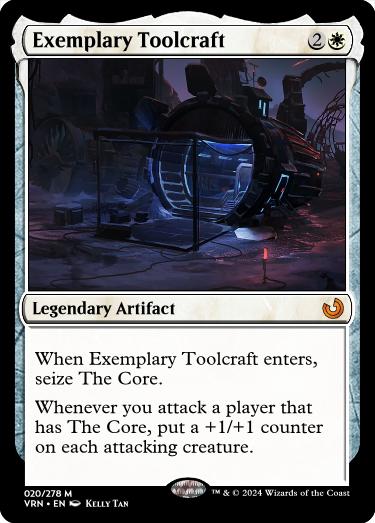 Exemplary Toolcraft 2
Legendary Artifact
When Exemplary Toolcraft enters,
seize The Core.
Whenever you attack a player that
has The Core, put a +1/+1 counter
on each attacking creature.
020/278 M
VRN • EN Kelly Tan
™ & © 2024 Wizards of the Coast